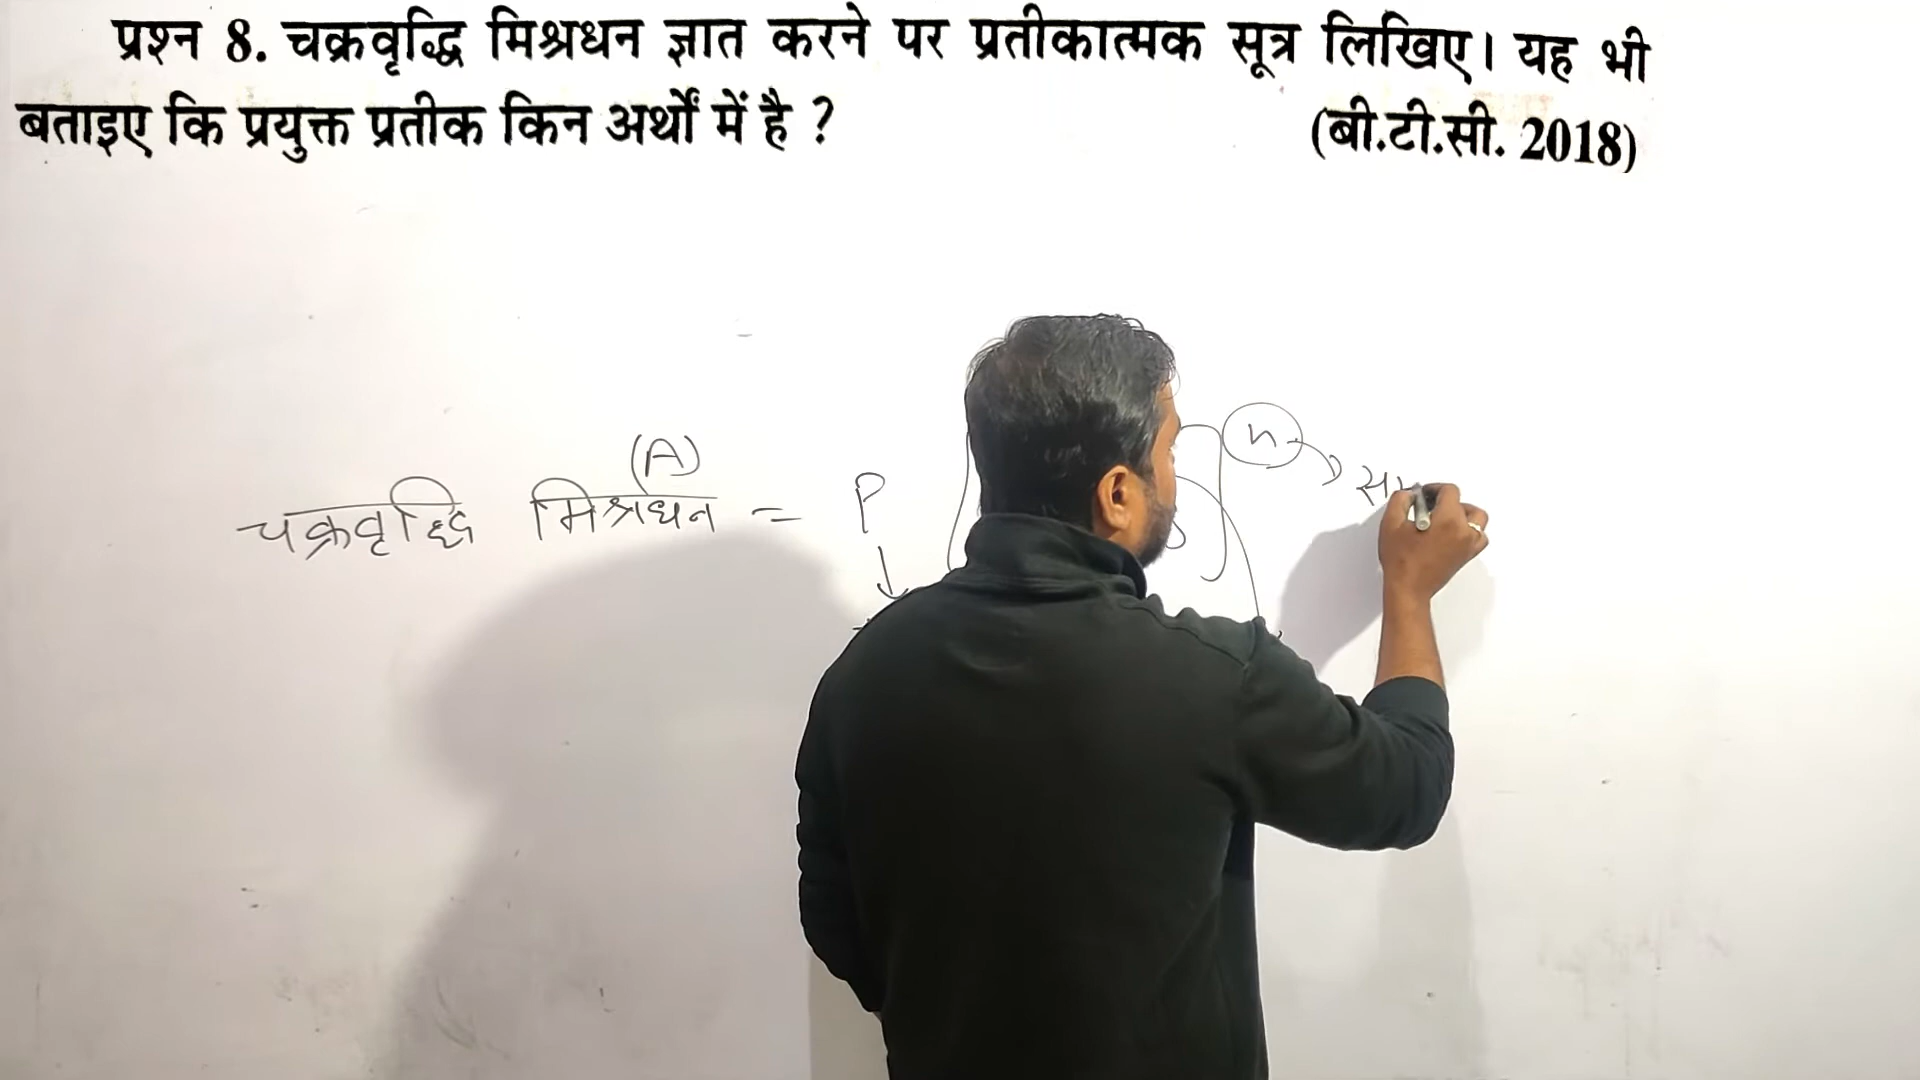 प्रश्न 8. चक्रवृद्धि मिश्रधन ज्ञात करने पर प्रतीकात्मक सूत्र लिखिए। यह भी
बताइए कि प्रयुक्त प्रतीक किन अर्थों में है ?
(बी.टी.सी. 2018)
(A)
चक्रवृद्धि मिश्रधन = P
n